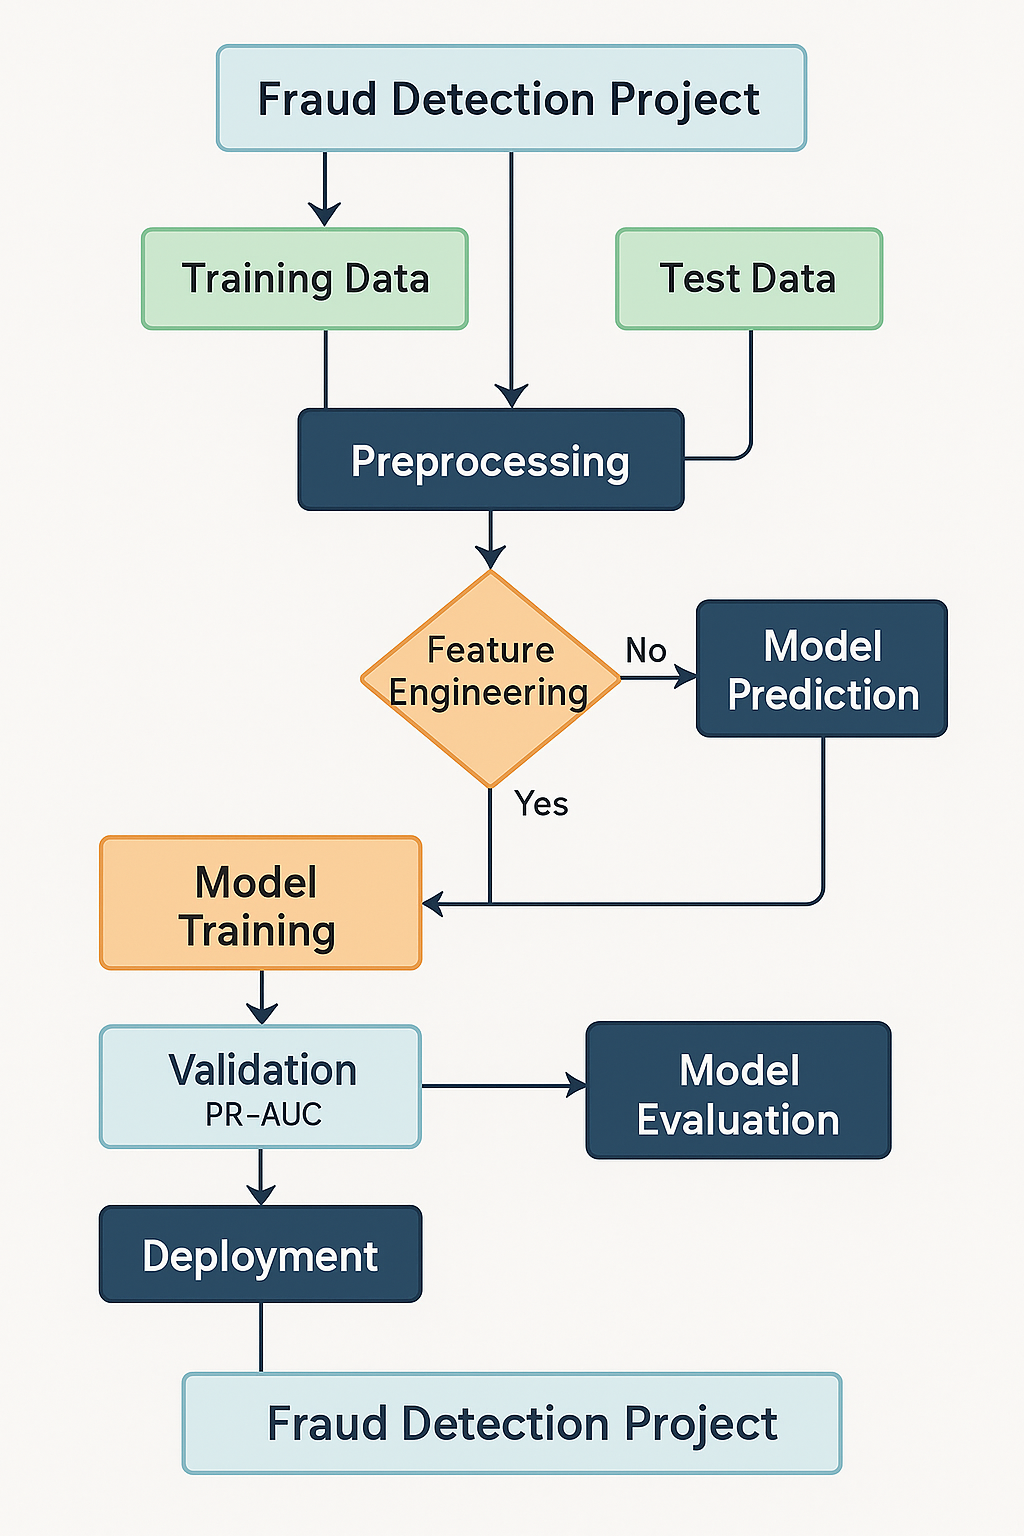 Fraud Detection Project
Training Data
Test Data
Preprocessing
Feature
Engineering
No
Model
Prediction
Yes
Model
Training
Validation
PR-AUC
Model
Evaluation
Deployment
Fraud Detection Project